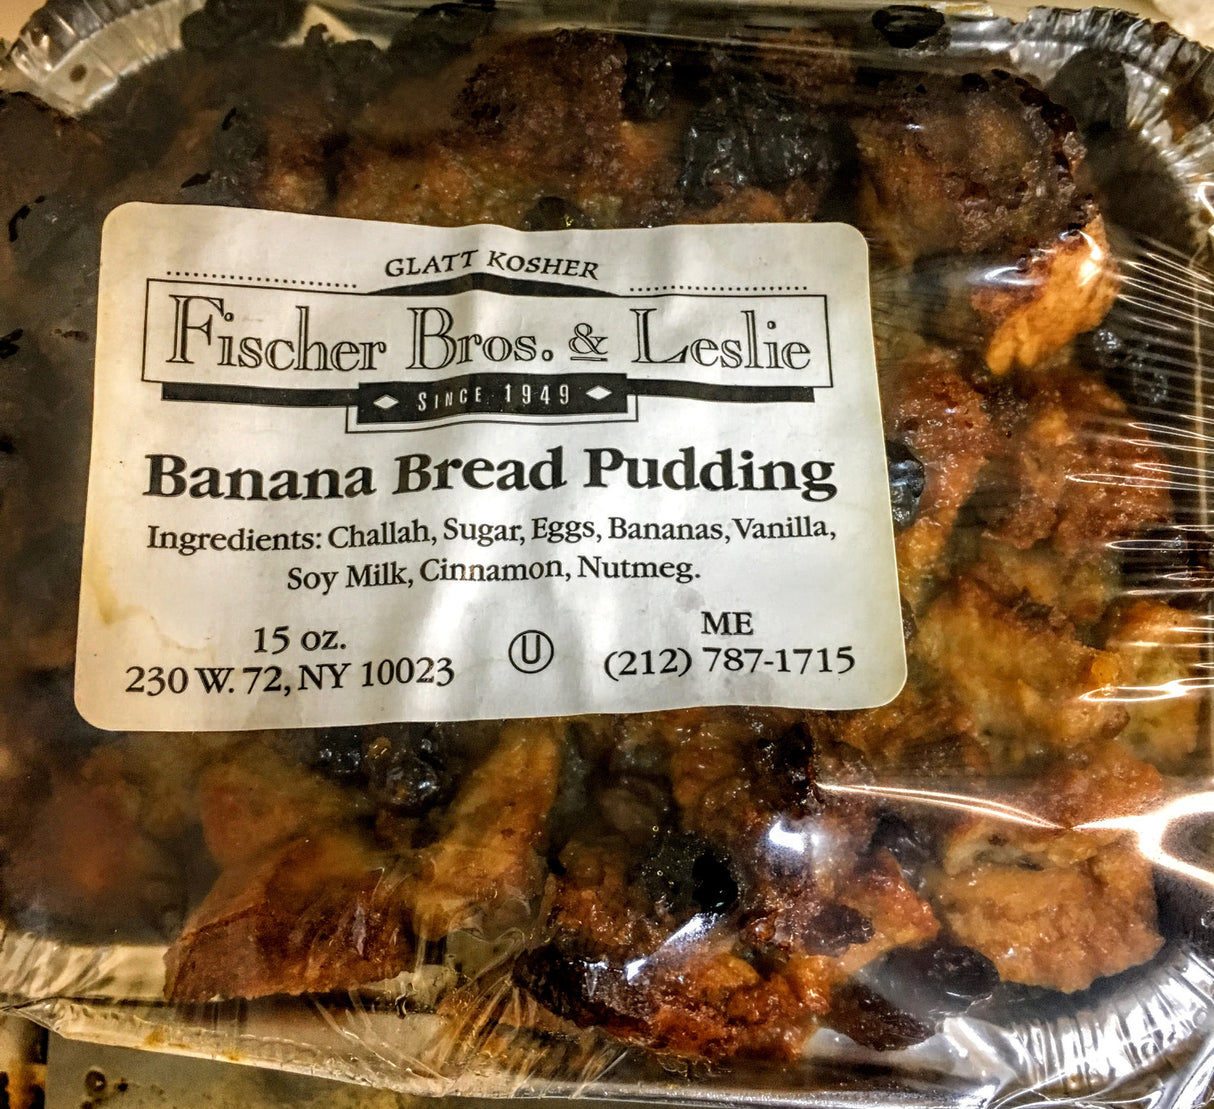 GLATT KOSHER
Fischer Bros. & Leslie
SINCE 1949
Banana Bread Pudding
Ingredients: Challah, Sugar, Eggs, Bananas, Vanilla,
Soy Milk, Cinnamon, Nutmeg.
15 oz.
230 W. 72, NY 10023
U
ME
(212) 787-1715